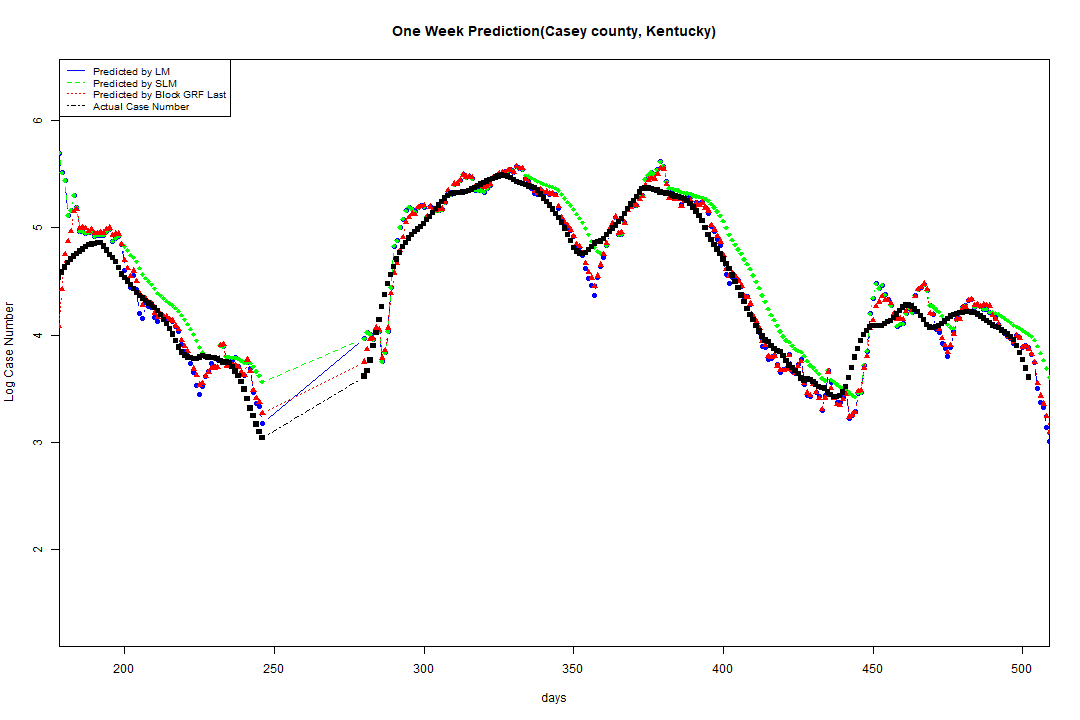 One Week Prediction(Casey county, Kentucky)
Predicted by LM
Predicted by SLM
Predicted by Block GRF Last
Actual Case Number
Log Case Number
6
5
4
3
2
200 250 300 350 400 450 500
days